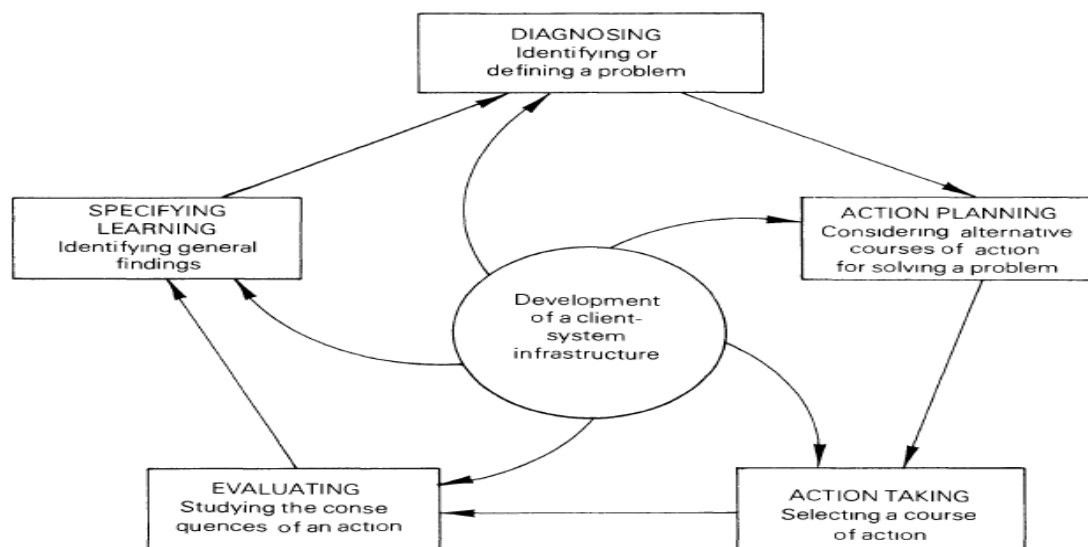 DIAGNOSING
Identifying or
defining a problem
SPECIFYING
LEARNING
Identifying general
findings
ACTION PLANNING
Considering alternative
courses of action
for solving a problem
Development
of a client-
system
infrastructure
EVALUATING
Studying the conse
quences of an action
ACTION TAKING
Selecting a course
of action